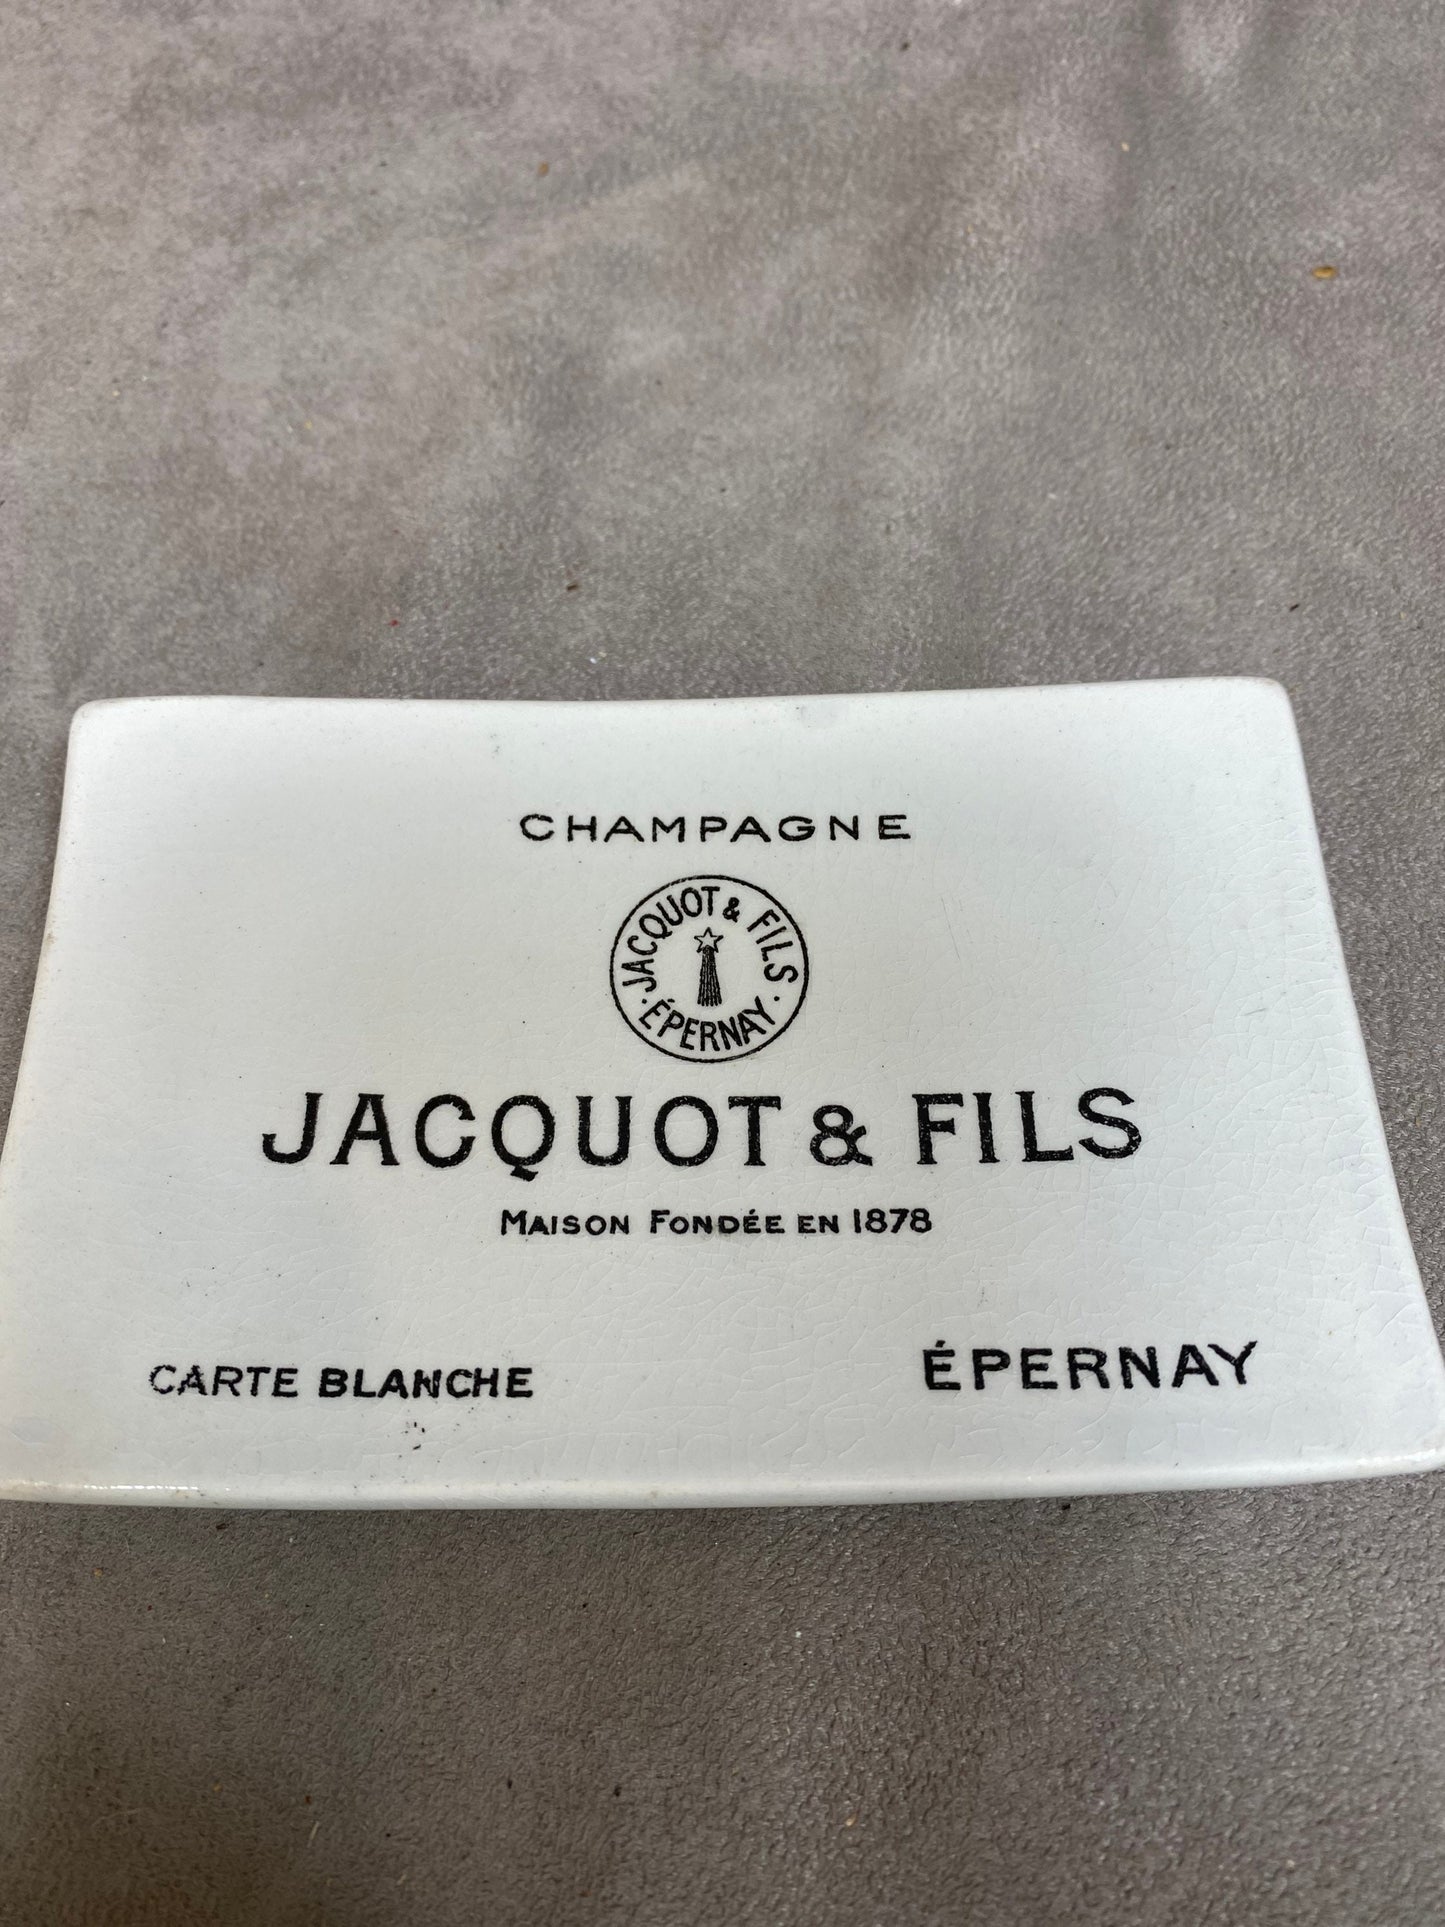 CHAMPAGNE
JACQUOT & FILS
· ÉPERNAY ·
JACQUOT & FILS
MAISON FONDÉE EN 1878
CARTE BLANCHE
ÉPERNAY